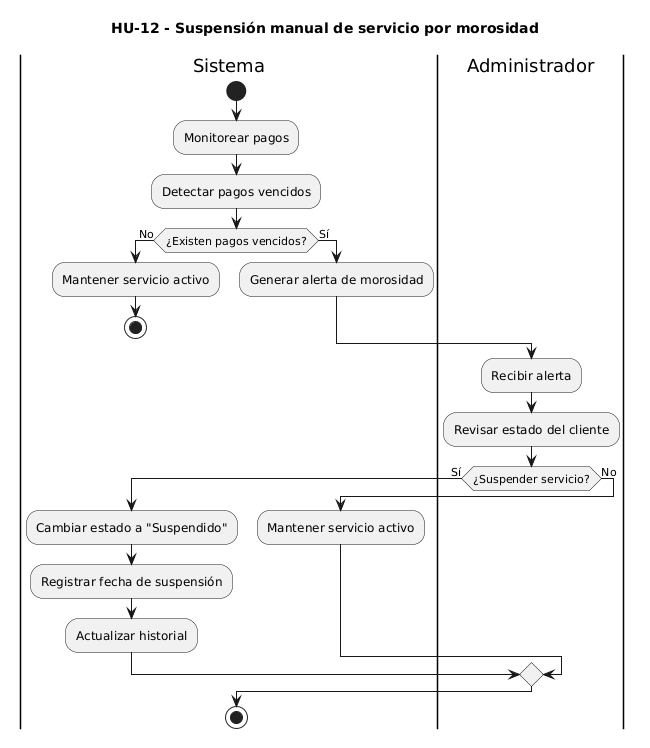 HU-12 - Suspensión manual de servicio por morosidad
Sistema
Administrador
Monitorear pagos
Detectar pagos vencidos
No
¿Existen pagos vencidos?
Sí
Mantener servicio activo
Generar alerta de morosidad
Recibir alerta
Revisar estado del cliente
Sí
¿Suspender servicio?
No
Cambiar estado a "Suspendido"
Mantener servicio activo
Registrar fecha de suspensión
Actualizar historial